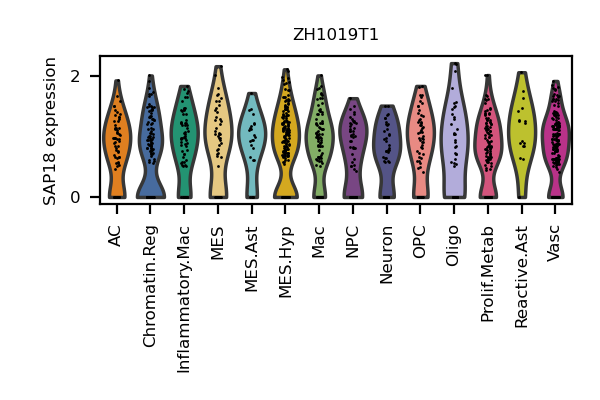 ZH1019T1
SAP18 expression
2
0
AC
Chromatin.Reg
Inflammatory.Mac
MES
MES.Ast
MES.Hyp
Mac
NPC
Neuron
OPC
Oligo
Prolif.Metab
Reactive.Ast
Vasc